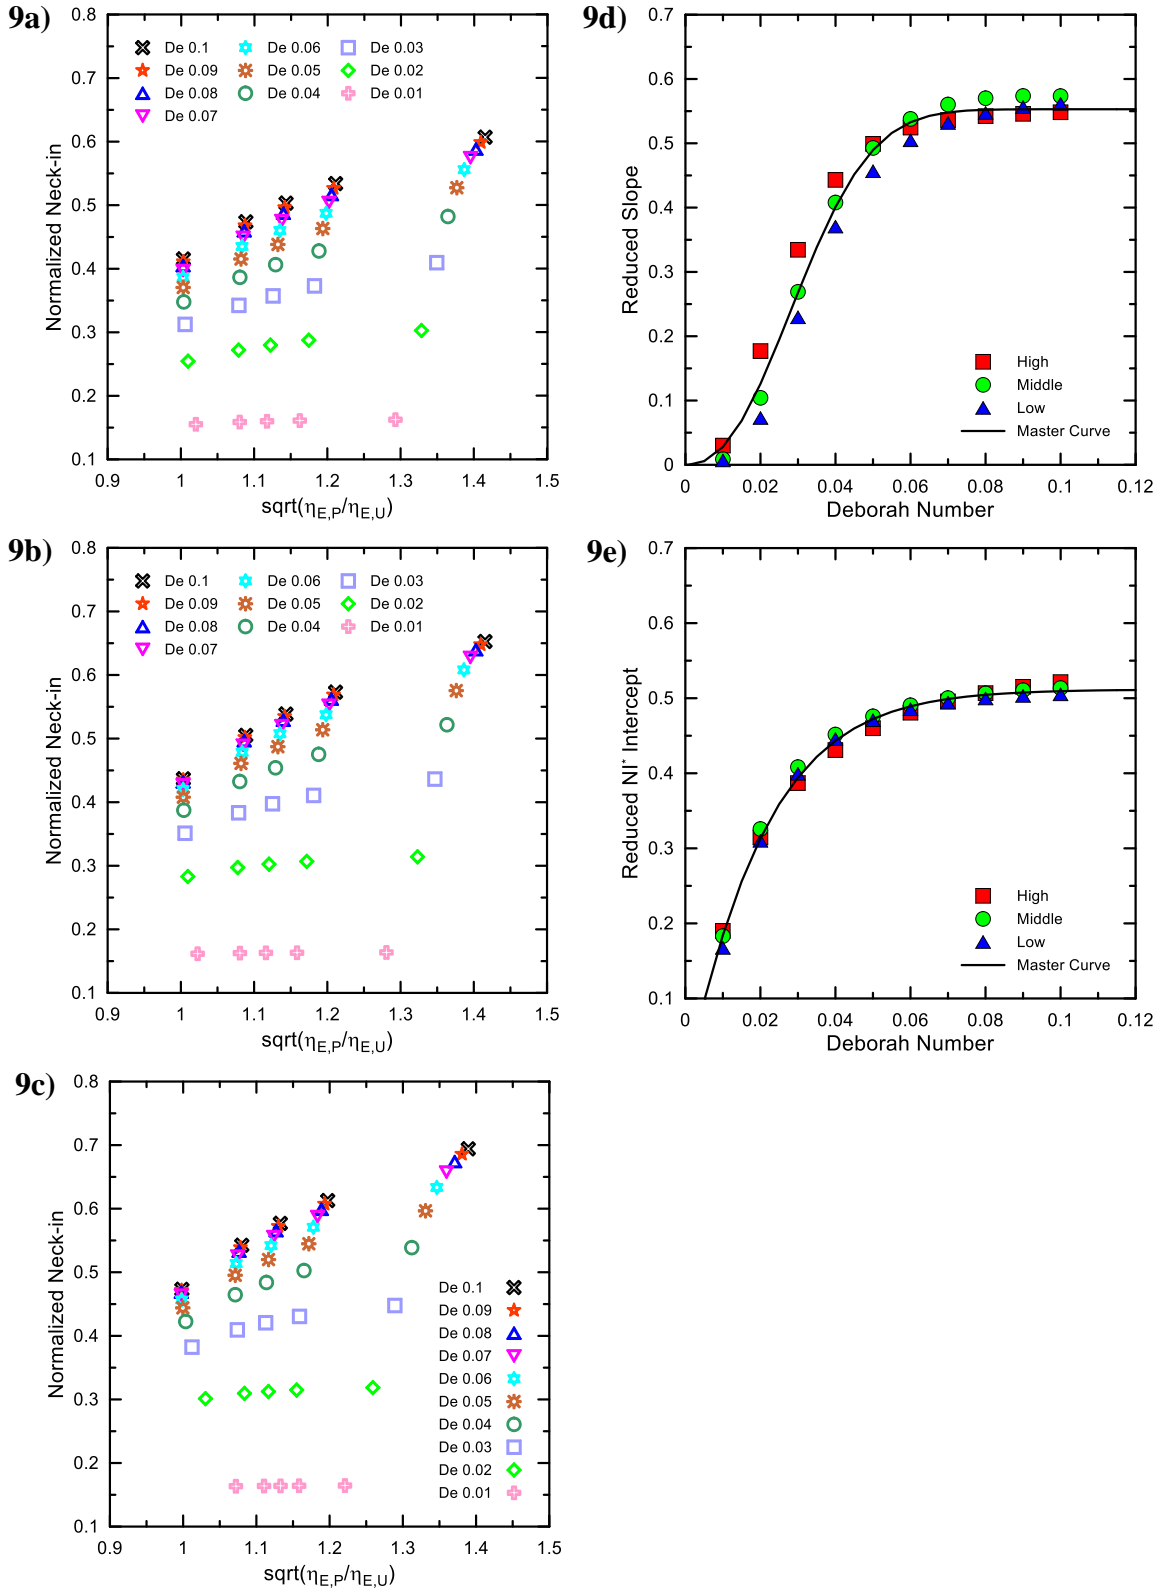 9a)
0.8
0.7
0.6
0.5
0.4
0.3
0.2
0.1
Normalized Neck-in
De 0.1
De 0.09
De 0.08
De 0.07
De 0.06
De 0.05
De 0.04
De 0.03
De 0.02
De 0.01
0.9
1
1.1
1.2
1.3
1.4
1.5
sqrt(ηE,P/ηE,U)
9d)
0.7
0.6
0.5
0.4
0.3
0.2
0.1
0
Reduced Slope
High
Middle
Low
Master Curve
0
0.02
0.04
0.06
0.08
0.1
0.12
Deborah Number
9b)
0.8
0.7
0.6
0.5
0.4
0.3
0.2
0.1
Normalized Neck-in
De 0.1
De 0.09
De 0.08
De 0.07
De 0.06
De 0.05
De 0.04
De 0.03
De 0.02
De 0.01
0.9
1
1.1
1.2
1.3
1.4
1.5
sqrt(ηE,P/ηE,U)
9e)
0.7
0.6
0.5
0.4
0.3
0.2
0.1
Reduced NI* Intercept
High
Middle
Low
Master Curve
0
0.02
0.04
0.06
0.08
0.1
0.12
Deborah Number
9c)
0.8
0.7
0.6
0.5
0.4
0.3
0.2
0.1
Normalized Neck-in
De 0.1
De 0.09
De 0.08
De 0.07
De 0.06
De 0.05
De 0.04
De 0.03
De 0.02
De 0.01
0.9
1
1.1
1.2
1.3
1.4
1.5
sqrt(ηE,P/ηE,U)